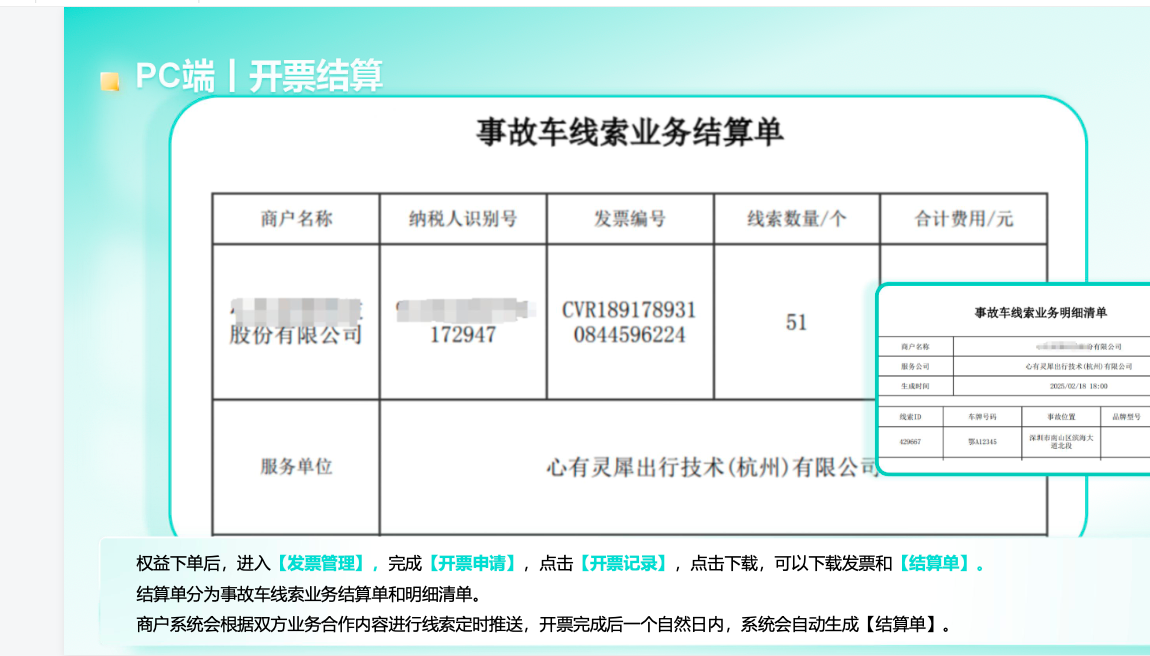 PC端丨开票结算
事故车线索业务结算单
商户名称 纳税人识别号 发票编号 线索数量/个 合计费用/元
股份有限公司 172947 CVR189178931 51
0844596224
服务单位 心有灵犀出行技术(杭州)有限公司
事故车线索业务明细清单
商户名称 份有限公司
服务公司 心有灵犀出行技术(杭州)有限公司
生成时间 2025/02/18 18:00
线索ID 车牌号码 事故位置 品牌型号
429667 鄂A12345 深圳市南山区滨海大
道北段
权益下单后，进入【发票管理】，完成【开票申请】，点击【开票记录】，点击下载，可以下载发票和【结算单】。
结算单分为事故车线索业务结算单和明细清单。
商户系统会根据双方业务合作内容进行线索定时推送，开票完成后一个自然日内，系统会自动生成【结算单】。